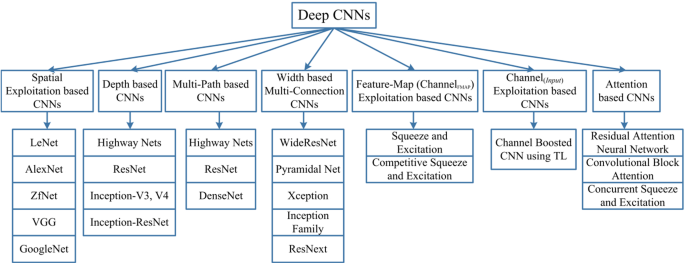 Deep CNNs
Spatial
Exploitation based
CNNs
LeNet
AlexNet
ZfNet
VGG
GoogleNet
Depth based
CNNs
Highway Nets
ResNet
Inception-V3, V4
Inception-ResNet
Multi-Path based
CNNs
Highway Nets
ResNet
DenseNet
Width based
Multi-Connection
CNNs
WideResNet
Pyramidal Net
Xception
Inception
Family
ResNext
Feature-Map (ChannelFMAP)
Exploitation based CNNs
Squeeze and
Excitation
Competitive Squeeze
and Excitation
Channel(Input)
Exploitation based
CNNs
Channel Boosted
CNN using TL
Attention
based CNNs
Residual Attention
Neural Network
Convolutional Block
Attention
Concurrent Squeeze
and Excitation